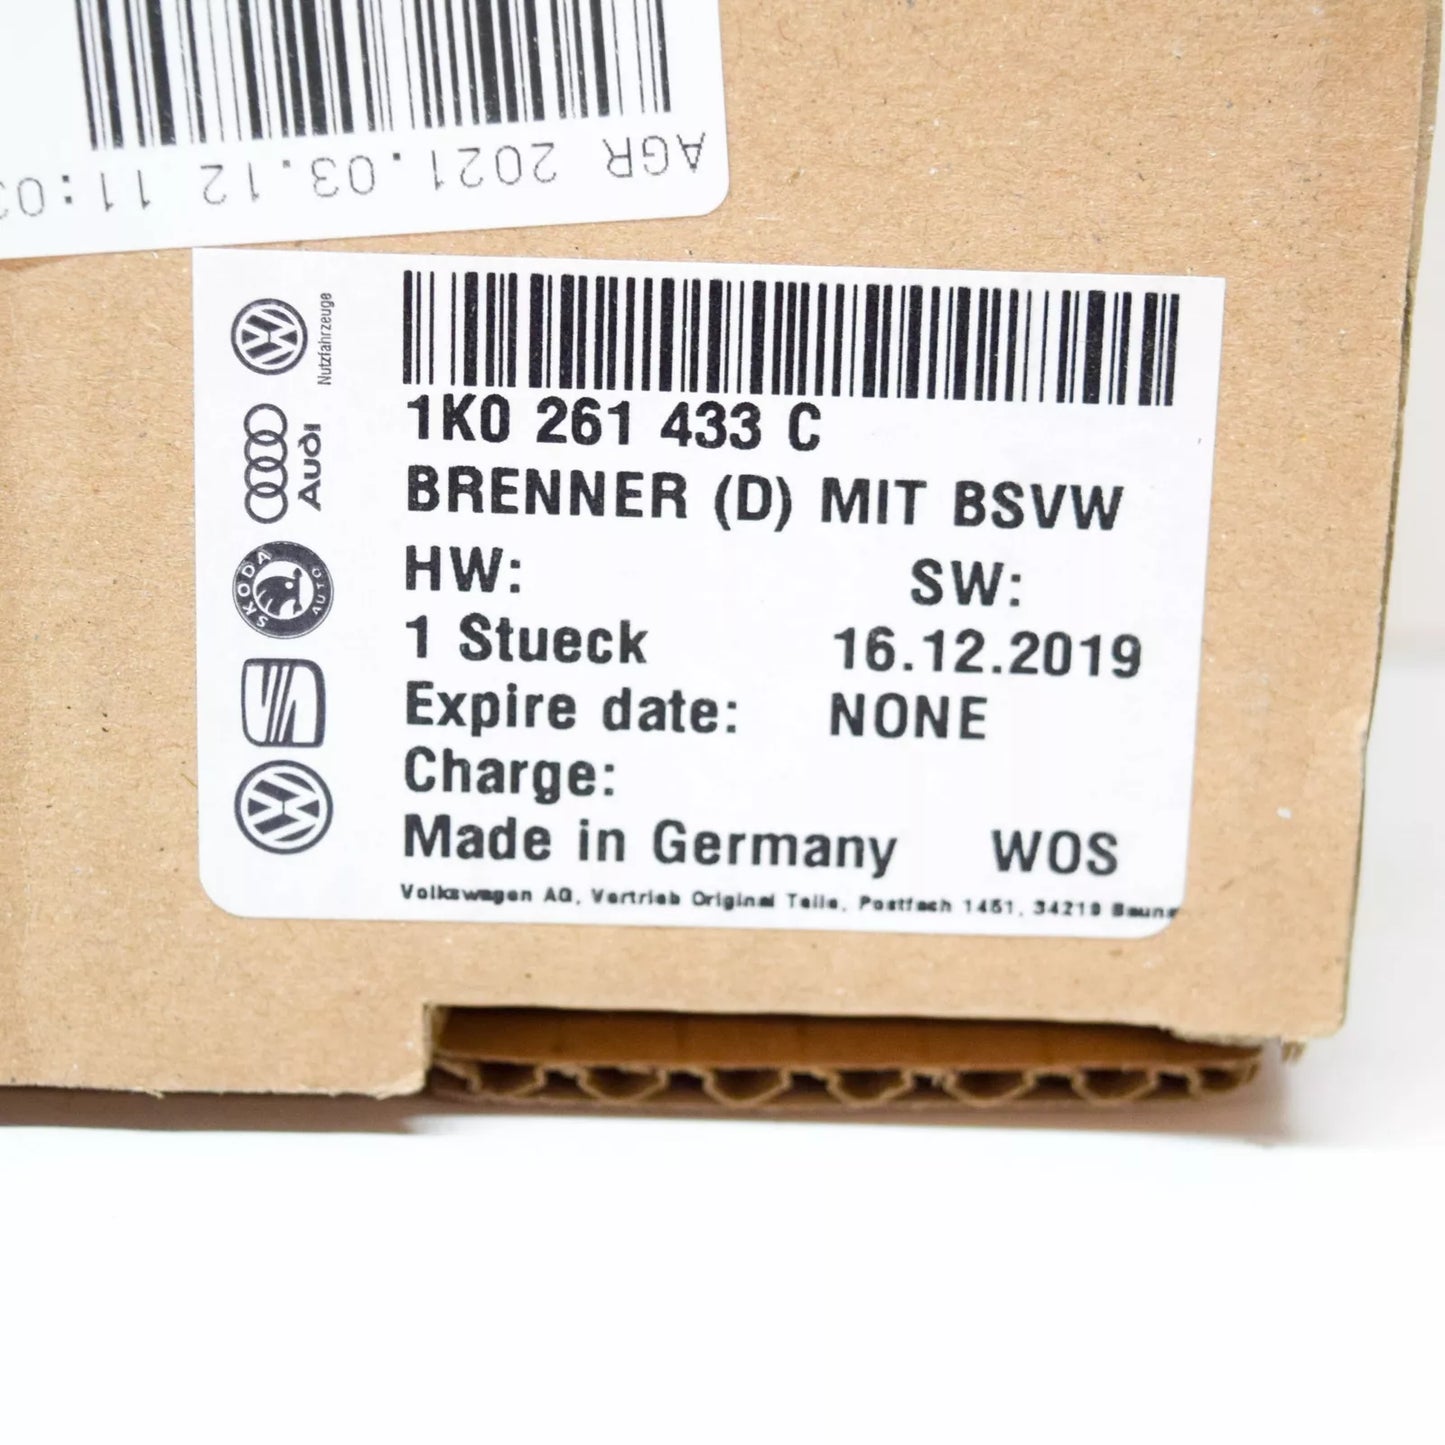 AGR 2021.03.12 11:03
Nutzfahrzeuge
Audi
SKODA AUTO
1K0 261 433 C
BRENNER (D) MIT BSVW
HW: SW:
1 Stueck 16.12.2019
Expire date: NONE
Charge:
Made in Germany WOS
Volkswagen AG, Vertrieb Original Teile, Postfach 1451, 34219